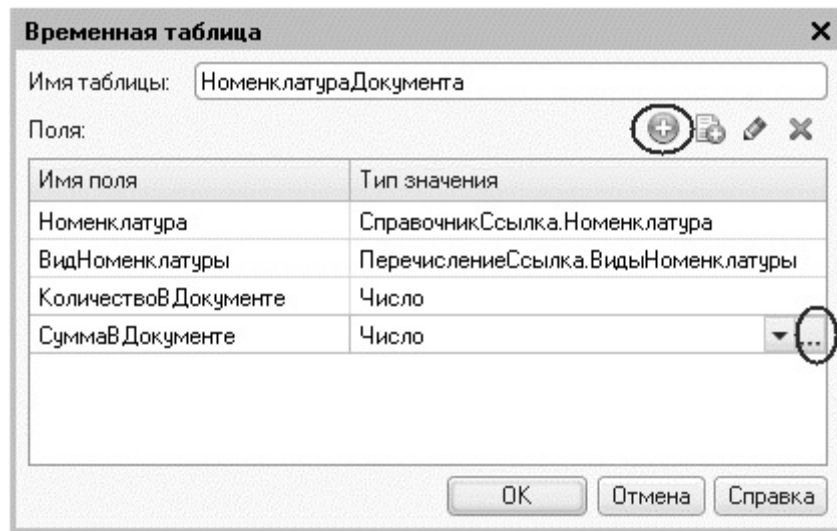 Временная таблица
Имя таблицы: НоменклатураДокумента
Поля:
Имя поля Тип значения
Номенклатура СправочникСсылка.Номенклатура
ВидНоменклатуры ПеречислениеСсылка.ВидыНоменклатуры
КоличествоВДокументе Число
СуммаВДокументе Число ...
ОК Отмена Справка